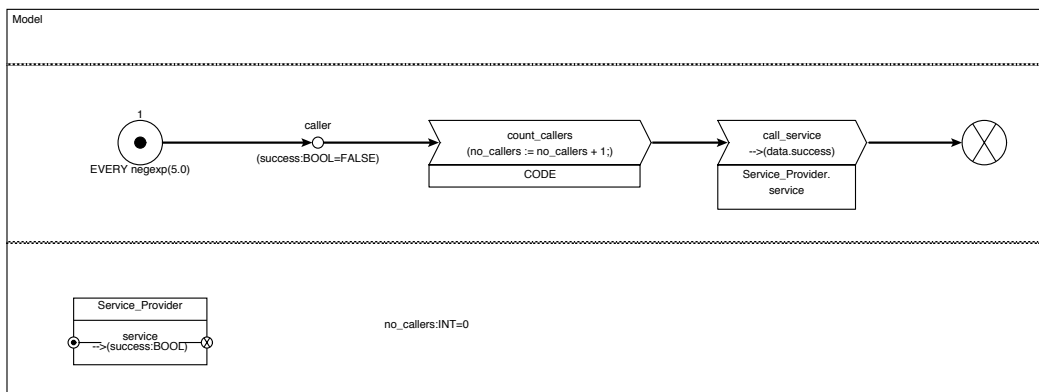 Model
1
EVERY negexp(5.0)
caller
(success:BOOL=FALSE)
count_callers
(no_callers := no_callers + 1;)
CODE
call_service
-->(data.success)
Service_Provider.
service
Service_Provider
service
-->(success:BOOL)
no_callers:INT=0